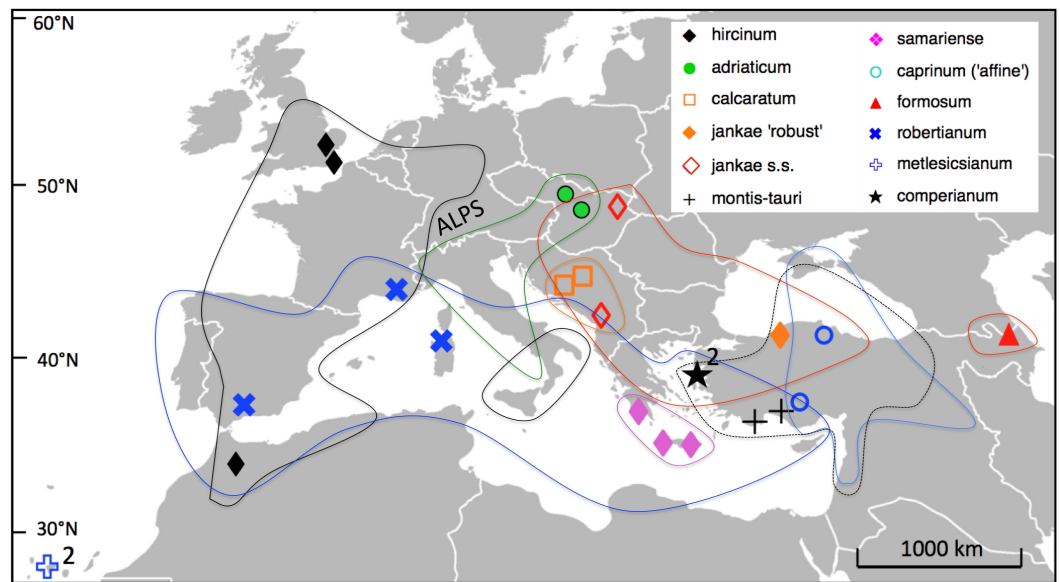 60°N
50°N
40°N
30°N
hircinum
adriaticum
calcaratum
jankae 'robust'
jankae s.s.
montis-tauri
samariense
caprinum ('affine')
formosum
robertianum
metlesicsianum
comperianum
ALPS
2
2
1000 km